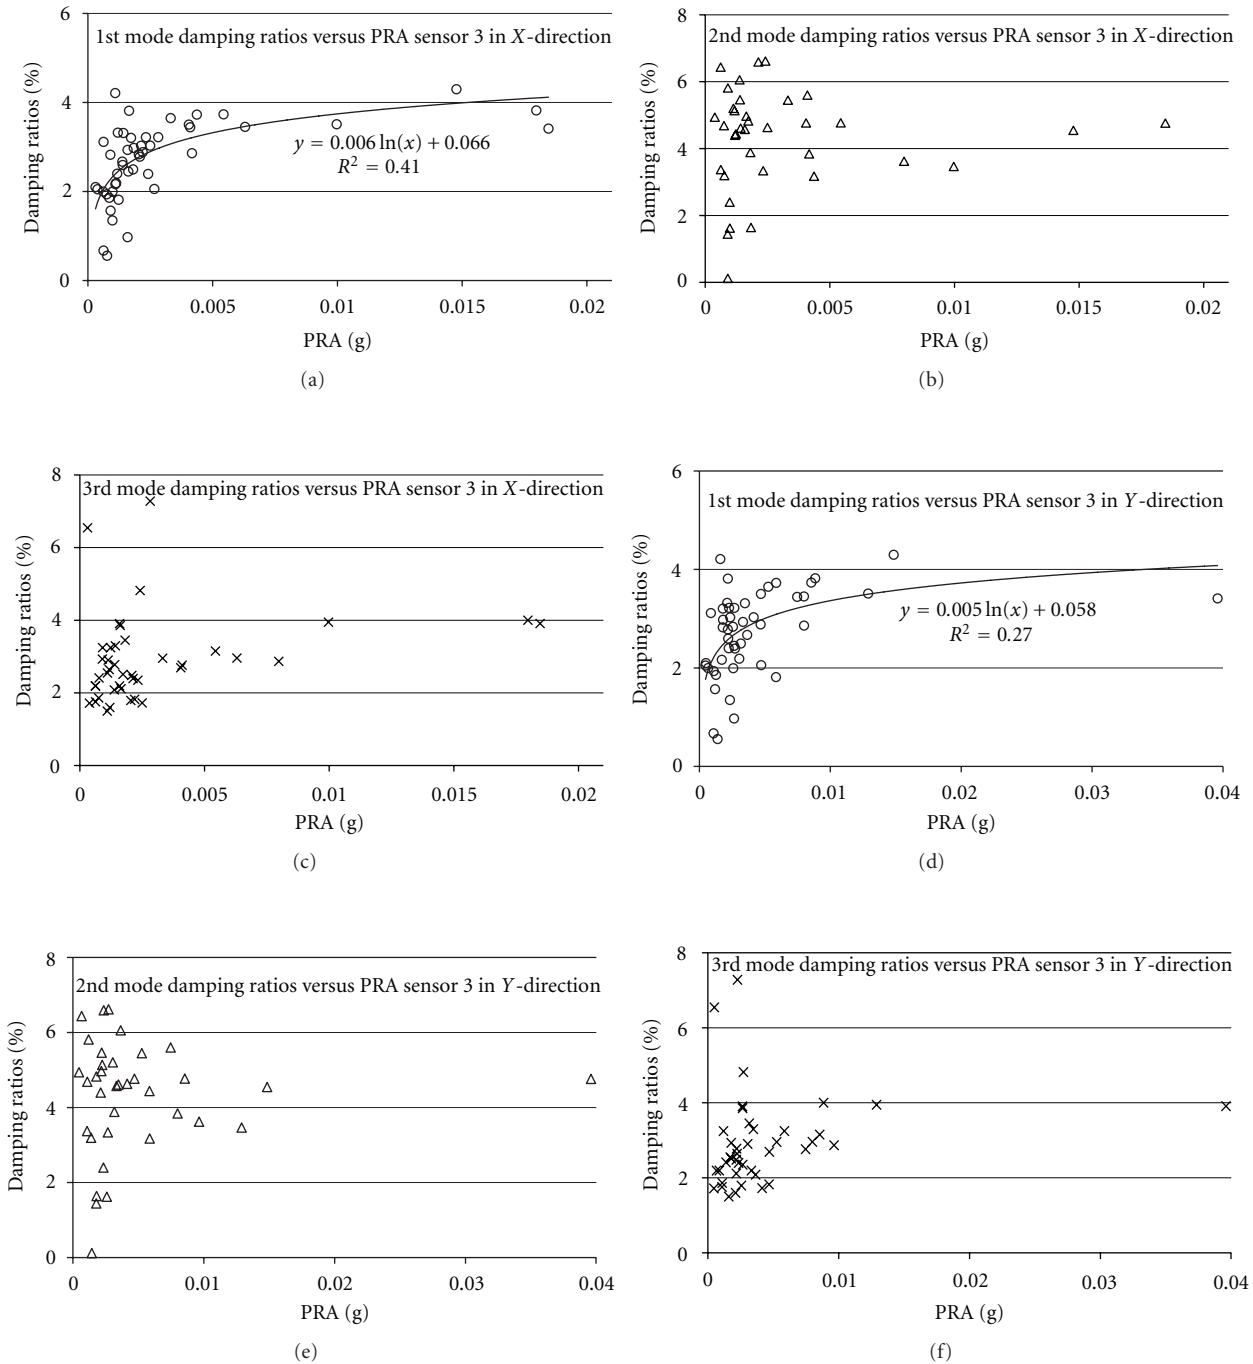 1st mode damping ratios versus PRA sensor 3 in X-direction
6
4
2
0
Damping ratios (%)
y = 0.006 ln(x) + 0.066
R² = 0.41
0 0.005 0.01 0.015 0.02
PRA (g)
(a)
2nd mode damping ratios versus PRA sensor 3 in X-direction
8
6
4
2
0
Damping ratios (%)
0 0.005 0.01 0.015 0.02
PRA (g)
(b)
3rd mode damping ratios versus PRA sensor 3 in X-direction
8
6
4
2
0
Damping ratios (%)
0 0.005 0.01 0.015 0.02
PRA (g)
(c)
1st mode damping ratios versus PRA sensor 3 in Y-direction
6
4
2
0
Damping ratios (%)
y = 0.005 ln(x) + 0.058
R² = 0.27
0 0.01 0.02 0.03 0.04
PRA (g)
(d)
2nd mode damping ratios versus PRA sensor 3 in Y-direction
8
6
4
2
0
Damping ratios (%)
0 0.01 0.02 0.03 0.04
PRA (g)
(e)
3rd mode damping ratios versus PRA sensor 3 in Y-direction
8
6
4
2
0
Damping ratios (%)
0 0.01 0.02 0.03 0.04
PRA (g)
(f)